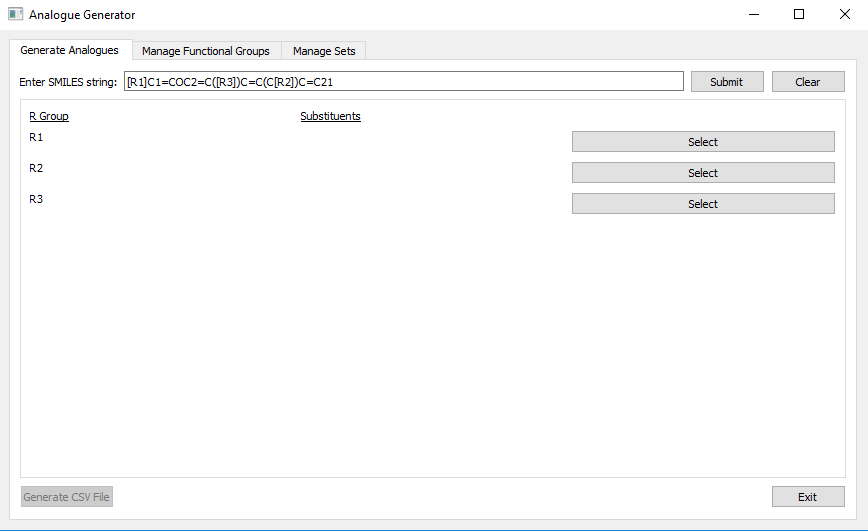 Analogue Generator
Generate Analogues Manage Functional Groups Manage Sets
Enter SMILES string: [R1]C1=COC2=C([R3])C=C(C[R2])C=C21 Submit Clear
R Group Substituents
R1 Select
R2 Select
R3 Select
Generate CSV File Exit